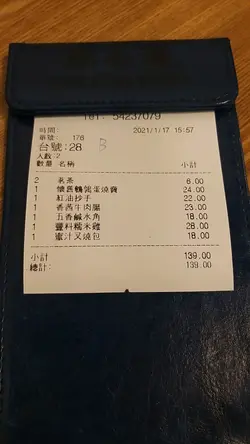 Tel: 54237079
時間: 2021/1/17 15:57
單號: 178
台號:28 B
人數:2
數量 名稱 小計
2 茗茶 6.00
1 懷舊鵪鶉蛋燒賣 24.00
1 紅油抄手 22.00
1 香茜牛肉腸 23.00
1 五香鹹水角 18.00
1 豐料糯米雞 28.00
1 蜜汁叉燒包 18.00
小計 139.00
總計: 139.00